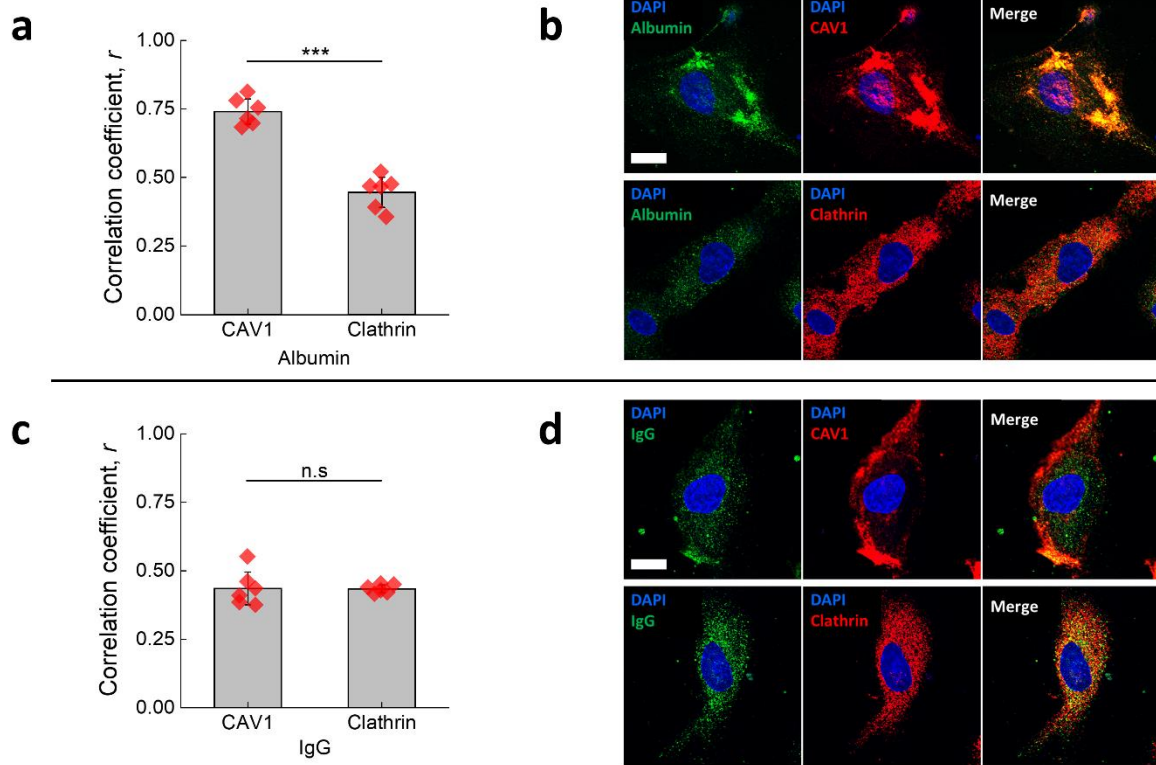 a
Correlation coefficient, r
1.00
0.75
0.50
0.25
0.00
***
CAV1
Clathrin
Albumin
b
DAPI
Albumin
DAPI
CAV1
Merge
DAPI
Albumin
DAPI
Clathrin
Merge
c
Correlation coefficient, r
1.00
0.75
0.50
0.25
0.00
n.s
CAV1
Clathrin
IgG
d
DAPI
IgG
DAPI
CAV1
Merge
DAPI
IgG
DAPI
Clathrin
Merge